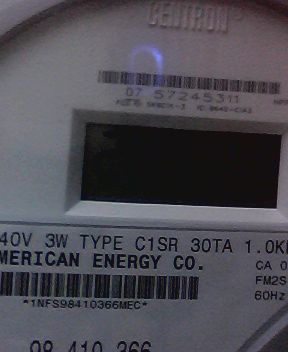 CENTRON
D7 57245311
40V 3W TYPE C1SR 30TA 1.0K
MERICAN ENERGY CO.
CA 0
FM2S
60Hz
*1NFS98410366MEC*
98 410 366